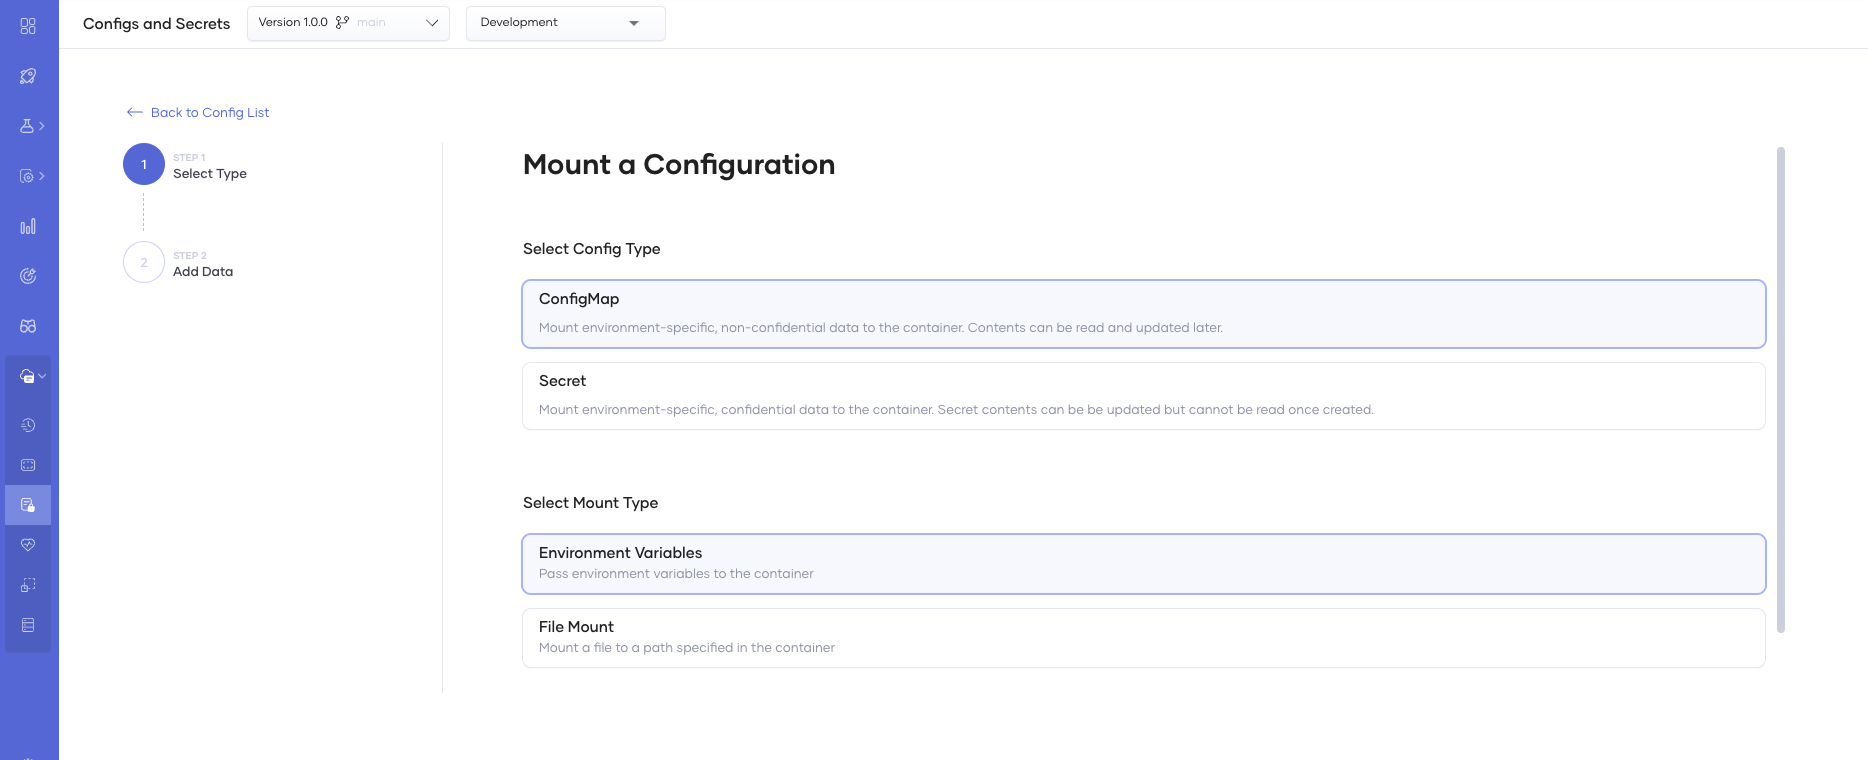 Configs and Secrets
Version 1.0.0 main
Development
Back to Config List
1
STEP 1
Select Type
2
STEP 2
Add Data
Mount a Configuration
Select Config Type
ConfigMap
Mount environment-specific, non-confidential data to the container. Contents can be read and updated later.
Secret
Mount environment-specific, confidential data to the container. Secret contents can be be updated but cannot be read once created.
Select Mount Type
Environment Variables
Pass environment variables to the container
File Mount
Mount a file to a path specified in the container